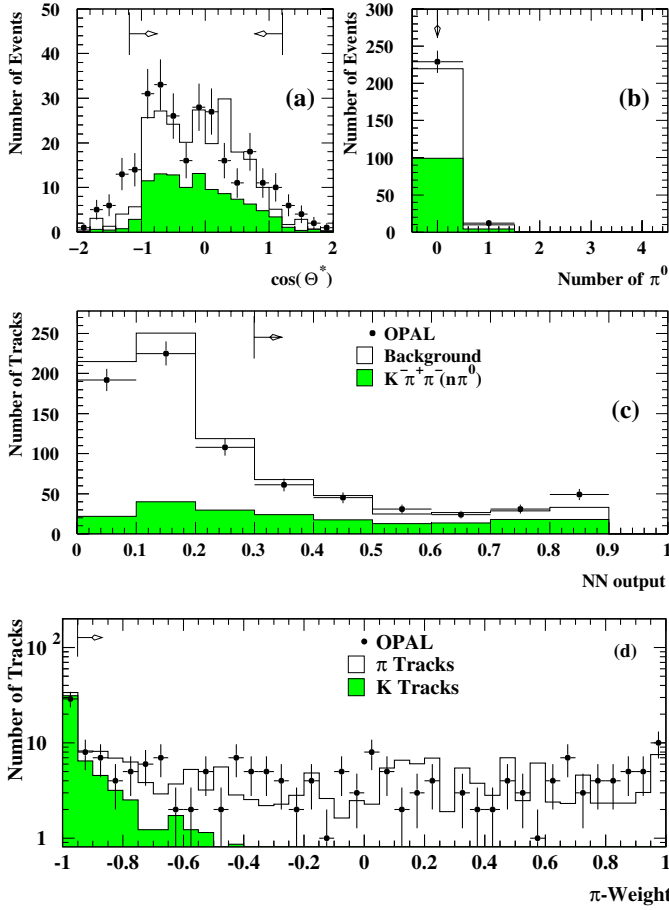 Number of Events
50
40
30
20
10
0
(a)
-2 -1 0 1 2
cos(Θ*)
Number of Events
300
250
200
150
100
50
0
(b)
0 1 2 3 4
Number of π⁰
Number of Tracks
250
200
150
100
50
0
OPAL
Background
K⁻π⁺π⁻(nπ⁰)
(c)
0 0.1 0.2 0.3 0.4 0.5 0.6 0.7 0.8 0.9 1
NN output
Number of Tracks
10²
10
1
OPAL
π Tracks
K Tracks
(d)
-1 -0.8 -0.6 -0.4 -0.2 0 0.2 0.4 0.6 0.8 1
π-Weight